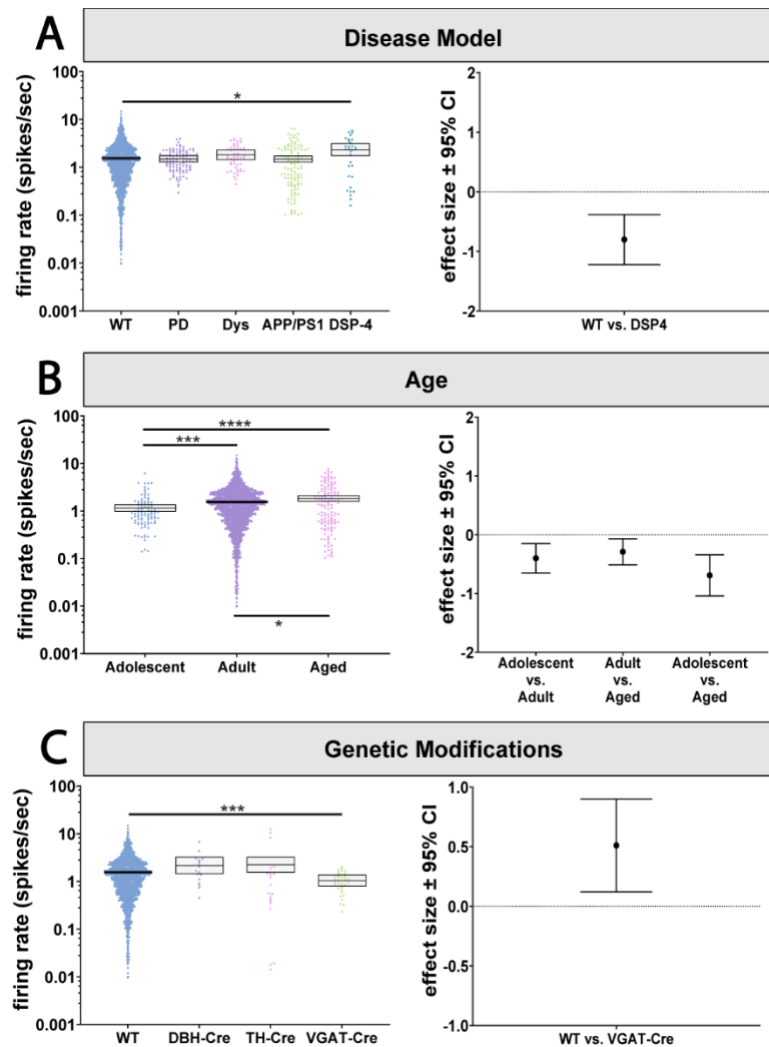 A
Disease Model
firing rate (spikes/sec)
100
10
1
0.1
0.01
0.001
*
WT PD Dys APP/PS1 DSP-4
effect size ± 95% CI
2
1
0
-1
-2
WT vs. DSP4
B
Age
firing rate (spikes/sec)
100
10
1
0.1
0.01
0.001
****
***
*
Adolescent Adult Aged
effect size ± 95% CI
2
1
0
-1
-2
Adolescent vs. Adult
Adult vs. Aged
Adolescent vs. Aged
C
Genetic Modifications
firing rate (spikes/sec)
100
10
1
0.1
0.01
0.001
***
WT DBH-Cre TH-Cre VGAT-Cre
effect size ± 95% CI
1.0
0.5
0.0
-0.5
-1.0
WT vs. VGAT-Cre